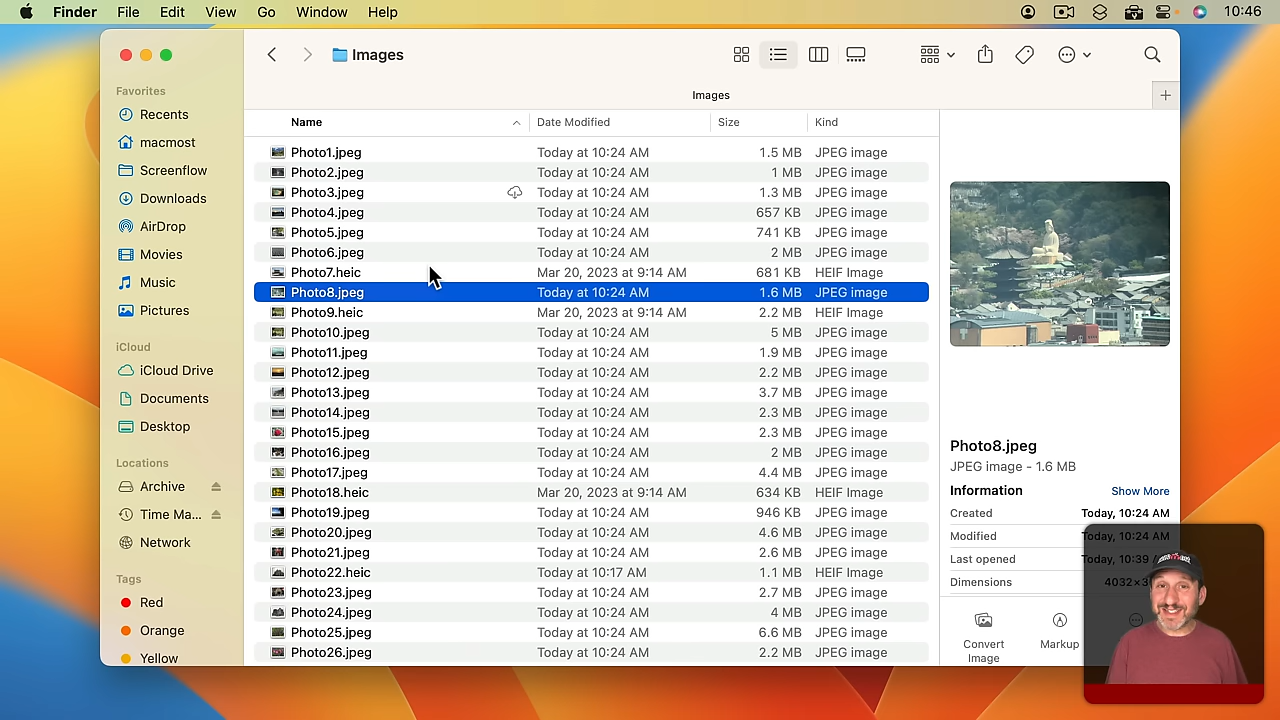 Finder File Edit View Go Window Help 10:46
Images
Images
Favorites
Recents
macmost
Screenflow
Downloads
AirDrop
Movies
Music
Pictures
iCloud
iCloud Drive
Documents
Desktop
Locations
Archive
Time Ma...
Network
Tags
Red
Orange
Yellow
Name Date Modified Size Kind
Photo1.jpeg Today at 10:24 AM 1.5 MB JPEG image
Photo2.jpeg Today at 10:24 AM 1 MB JPEG image
Photo3.jpeg Today at 10:24 AM 1.3 MB JPEG image
Photo4.jpeg Today at 10:24 AM 657 KB JPEG image
Photo5.jpeg Today at 10:24 AM 741 KB JPEG image
Photo6.jpeg Today at 10:24 AM 2 MB JPEG image
Photo7.heic Mar 20, 2023 at 9:14 AM 681 KB HEIF Image
Photo8.jpeg Today at 10:24 AM 1.6 MB JPEG image
Photo9.heic Mar 20, 2023 at 9:14 AM 2.2 MB HEIF Image
Photo10.jpeg Today at 10:24 AM 5 MB JPEG image
Photo11.jpeg Today at 10:24 AM 1.9 MB JPEG image
Photo12.jpeg Today at 10:24 AM 2.2 MB JPEG image
Photo13.jpeg Today at 10:24 AM 3.7 MB JPEG image
Photo14.jpeg Today at 10:24 AM 2.3 MB JPEG image
Photo15.jpeg Today at 10:24 AM 2.3 MB JPEG image
Photo16.jpeg Today at 10:24 AM 2 MB JPEG image
Photo17.jpeg Today at 10:24 AM 4.4 MB JPEG image
Photo18.heic Mar 20, 2023 at 9:14 AM 634 KB HEIF Image
Photo19.jpeg Today at 10:24 AM 946 KB JPEG image
Photo20.jpeg Today at 10:24 AM 4.6 MB JPEG image
Photo21.jpeg Today at 10:24 AM 2.6 MB JPEG image
Photo22.heic Today at 10:17 AM 1.1 MB HEIF Image
Photo23.jpeg Today at 10:24 AM 2.7 MB JPEG image
Photo24.jpeg Today at 10:24 AM 4 MB JPEG image
Photo25.jpeg Today at 10:24 AM 6.6 MB JPEG image
Photo26.jpeg Today at 10:24 AM 2.2 MB JPEG image
Photo8.jpeg
JPEG image - 1.6 MB
Information Show More
Created Today, 10:24 AM
Modified Today, 10:24 AM
Last opened Today, 10:39
Dimensions
Convert
Image
Markup